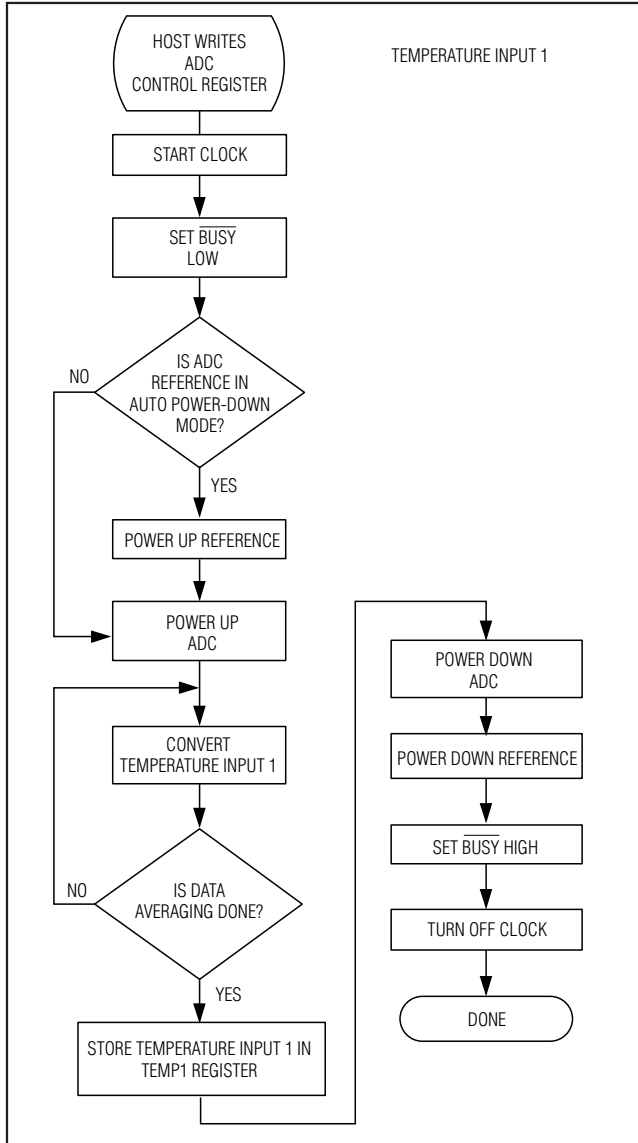 TEMPERATURE INPUT 1
HOST WRITES
ADC
CONTROL REGISTER
START CLOCK
SET B̅U̅S̅Y̅
LOW
IS ADC
REFERENCE IN
AUTO POWER-DOWN
MODE?
NO
YES
POWER UP REFERENCE
POWER UP
ADC
CONVERT
TEMPERATURE INPUT 1
IS DATA
AVERAGING DONE?
NO
YES
STORE TEMPERATURE INPUT 1 IN
TEMP1 REGISTER
POWER DOWN
ADC
POWER DOWN REFERENCE
SET B̅U̅S̅Y̅ HIGH
TURN OFF CLOCK
DONE